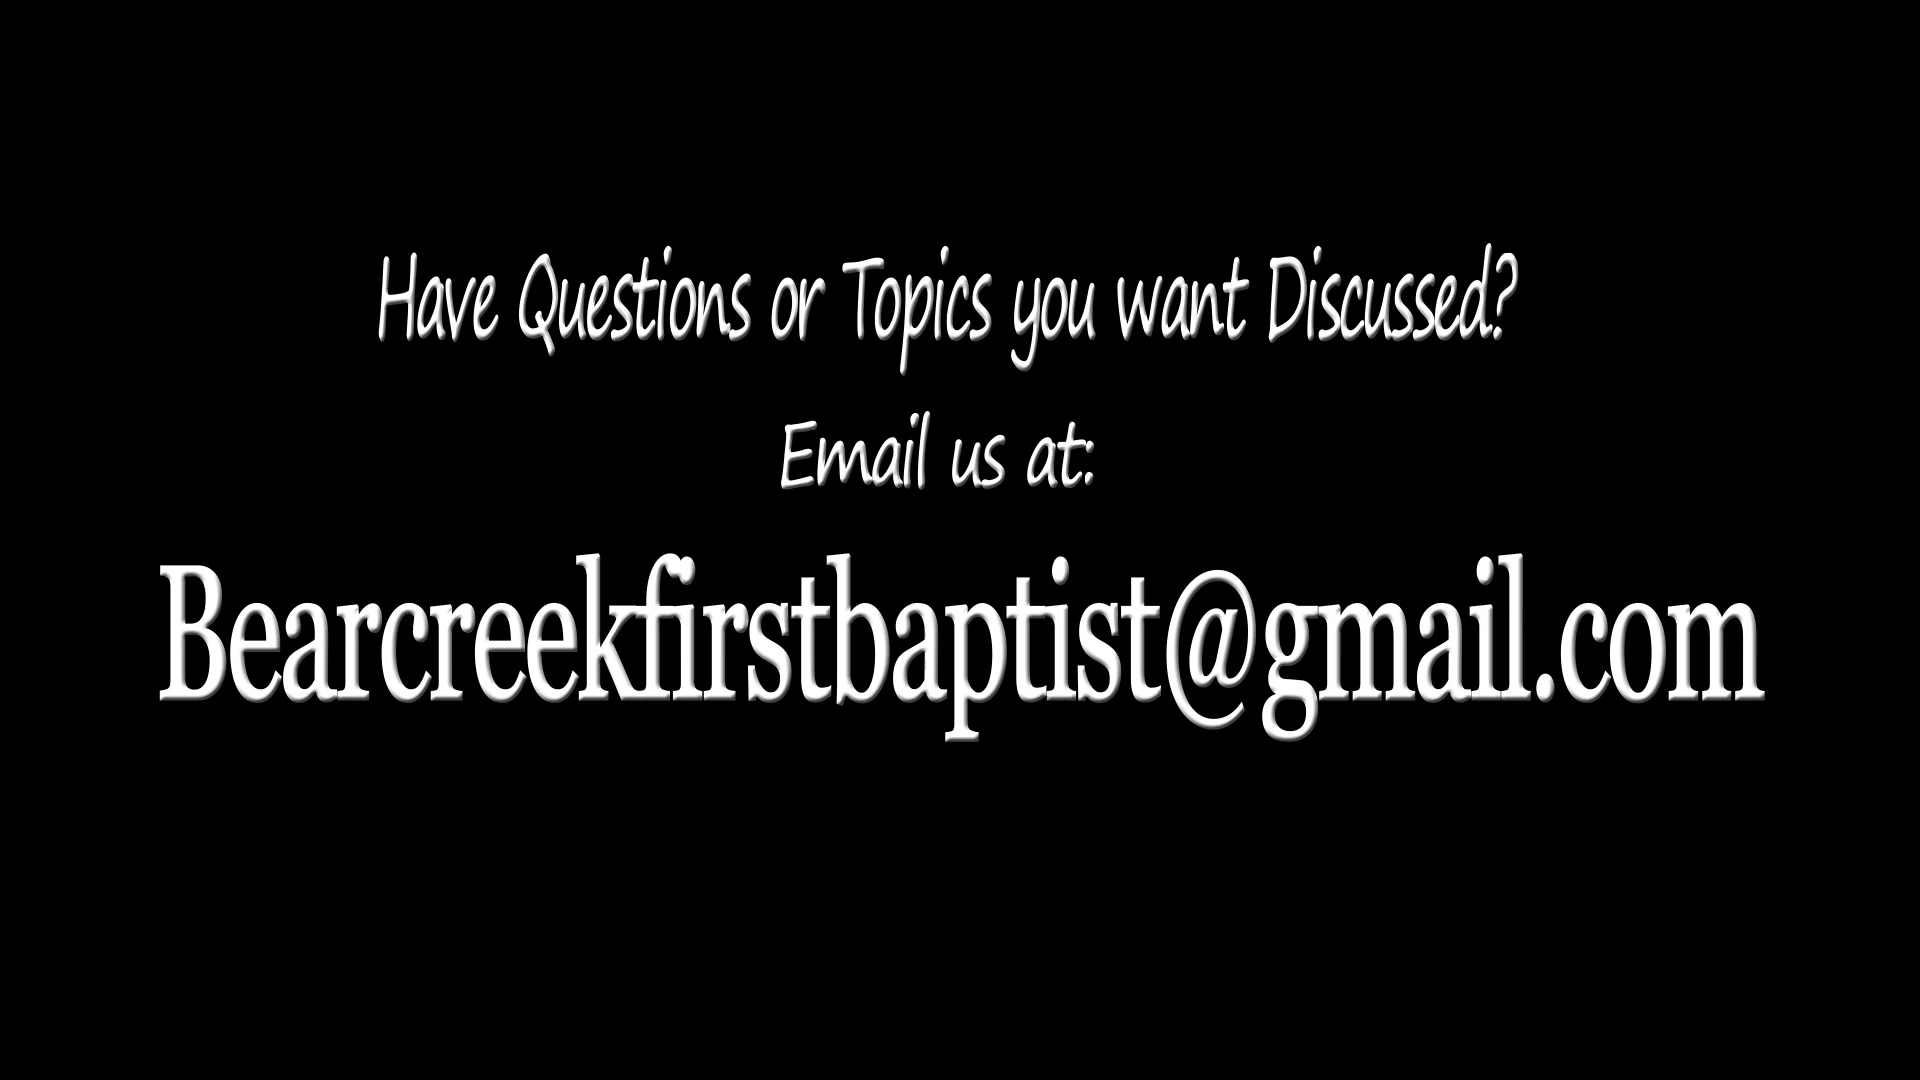 Have Questions or Topics you want Discussed?
Email us at:
Bearcreekfirstbaptist@gmail.com